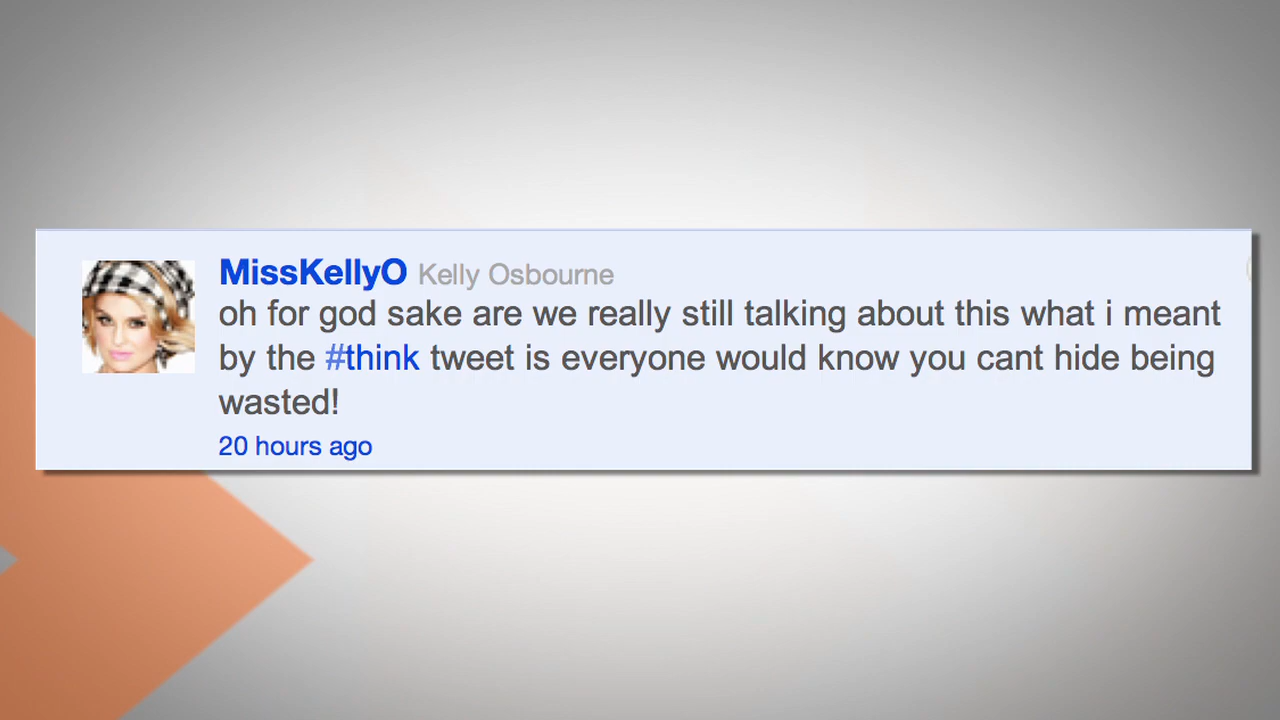 MissKellyO Kelly Osbourne
oh for god sake are we really still talking about this what i meant
by the #think tweet is everyone would know you cant hide being
wasted!
20 hours ago